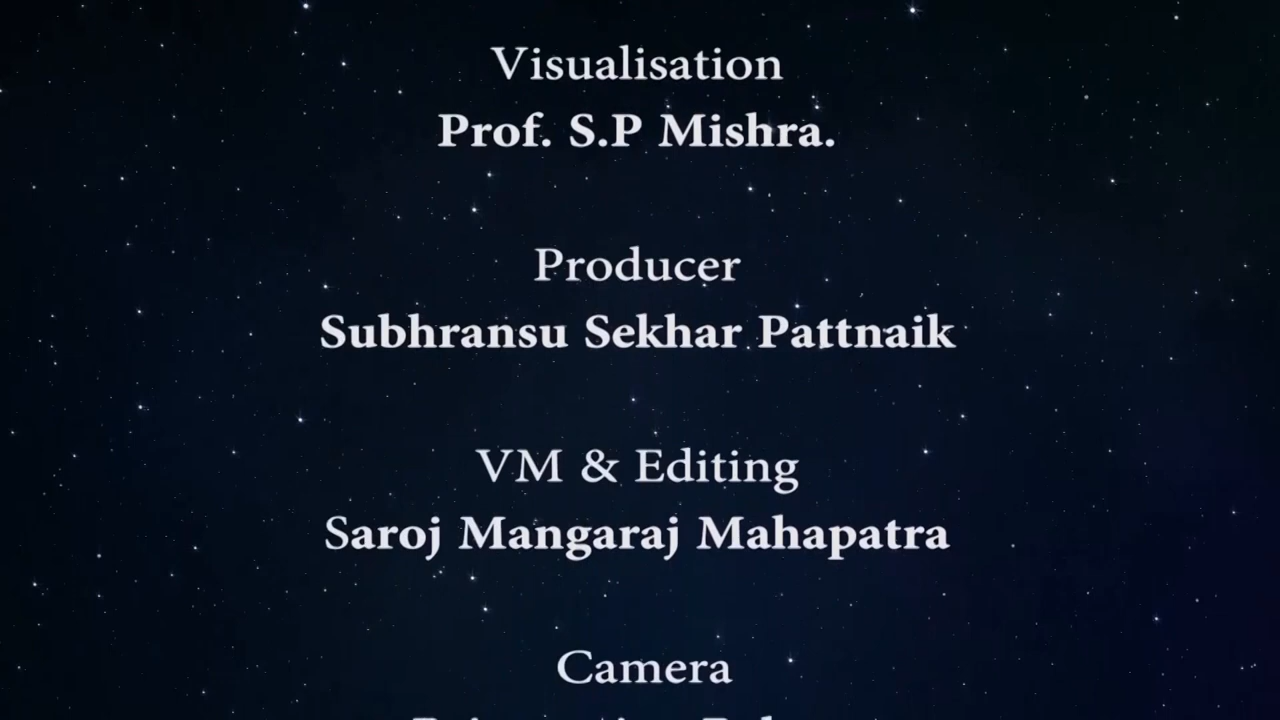 Visualisation
Prof. S.P Mishra.
Producer
Subhransu Sekhar Pattnaik
VM & Editing
Saroj Mangaraj Mahapatra
Camera